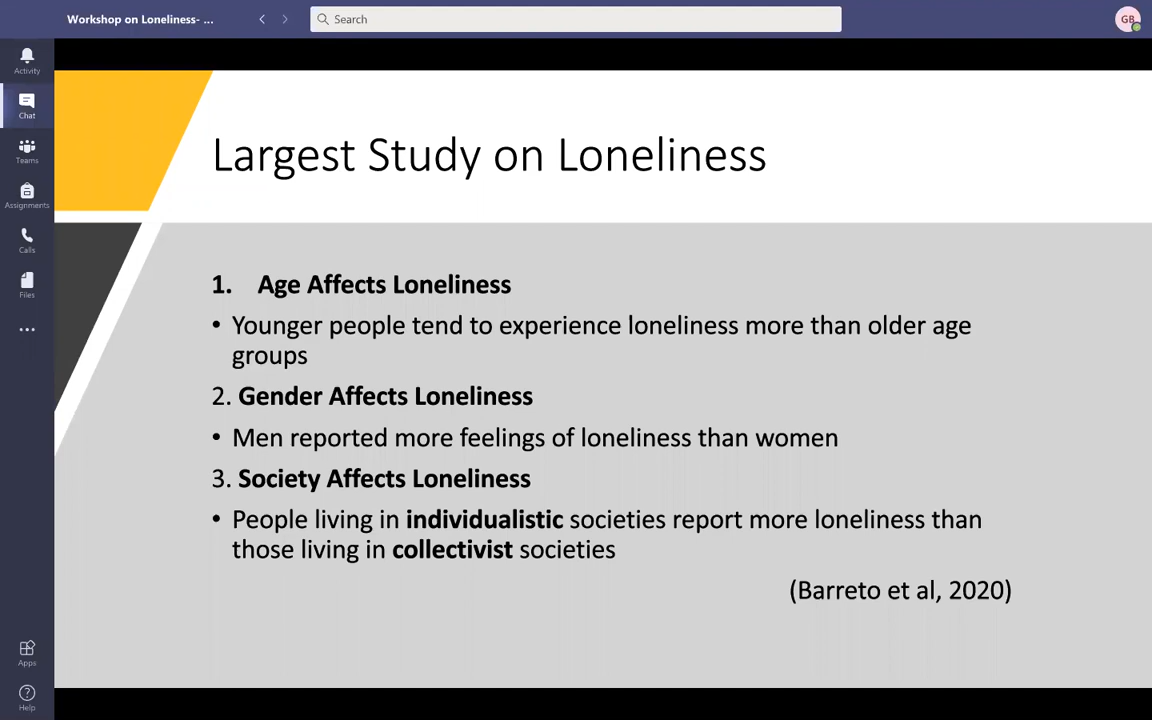 Workshop on Loneliness- ...
Search
GB
Activity
Chat
Teams
Assignments
Calls
Files
Apps
Help
Largest Study on Loneliness
1. Age Affects Loneliness
• Younger people tend to experience loneliness more than older age
groups
2. Gender Affects Loneliness
• Men reported more feelings of loneliness than women
3. Society Affects Loneliness
• People living in individualistic societies report more loneliness than
those living in collectivist societies
(Barreto et al, 2020)